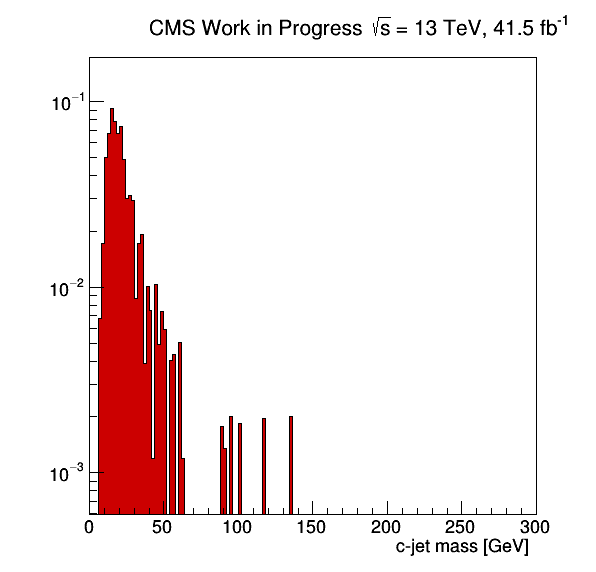 CMS Work in Progress √s = 13 TeV, 41.5 fb⁻¹
10⁻¹
10⁻²
10⁻³
0 50 100 150 200 250 300
c-jet mass [GeV]